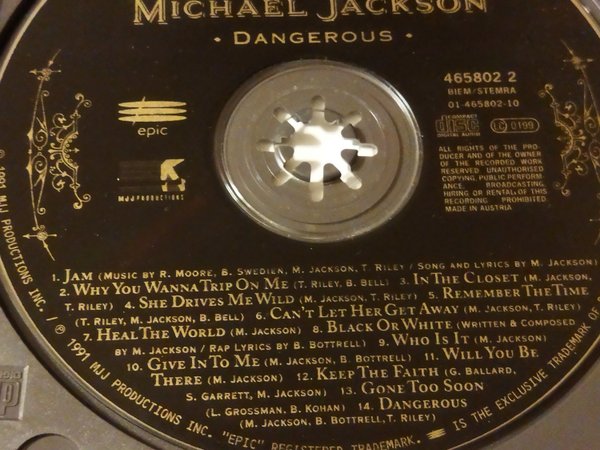 MICHAEL JACKSON
• DANGEROUS •
465802 2
BIEM/STEMRA
01-465802-10
epic
COMPACT
disc
DIGITAL AUDIO
LC 0199
MJJ PRODUCTIONS
ALL RIGHTS OF THE PRO-
DUCER AND OF THE OWNER
OF THE RECORDED WORK
RESERVED UNAUTHORISED
COPYING, PUBLIC PERFORM-
ANCE, BROADCASTING,
HIRING OR RENTAL OF THIS
RECORDING PROHIBITED
MADE IN AUSTRIA
1. JAM (MUSIC BY R. MOORE, B. SWEDIEN, M. JACKSON, T. RILEY / SONG AND LYRICS BY M. JACKSON)
2. WHY YOU WANNA TRIP ON ME (T. RILEY, B. BELL) 3. IN THE CLOSET (M. JACKSON,
T. RILEY) 4. SHE DRIVES ME WILD (M. JACKSON, T. RILEY) 5. REMEMBER THE TIME
(T. RILEY, M. JACKSON, B. BELL) 6. CAN'T LET HER GET AWAY (M. JACKSON, T. RILEY)
7. HEAL THE WORLD (M. JACKSON) 8. BLACK OR WHITE (WRITTEN & COMPOSED
BY M. JACKSON / RAP LYRICS BY B. BOTTRELL) 9. WHO IS IT (M. JACKSON)
10. GIVE IN TO ME (M. JACKSON, B. BOTTRELL) 11. WILL YOU BE
THERE (M. JACKSON) 12. KEEP THE FAITH (G. BALLARD,
S. GARRETT, M. JACKSON) 13. GONE TOO SOON
(L. GROSSMAN, B. KOHAN) 14. DANGEROUS
(M. JACKSON, B. BOTTRELL, T. RILEY)
© 1991 MJJ PRODUCTIONS INC. / ℗ 1991 MJJ PRODUCTIONS INC. "EPIC" REGISTERED TRADEMARK. IS THE EXCLUSIVE TRADEMARK OF